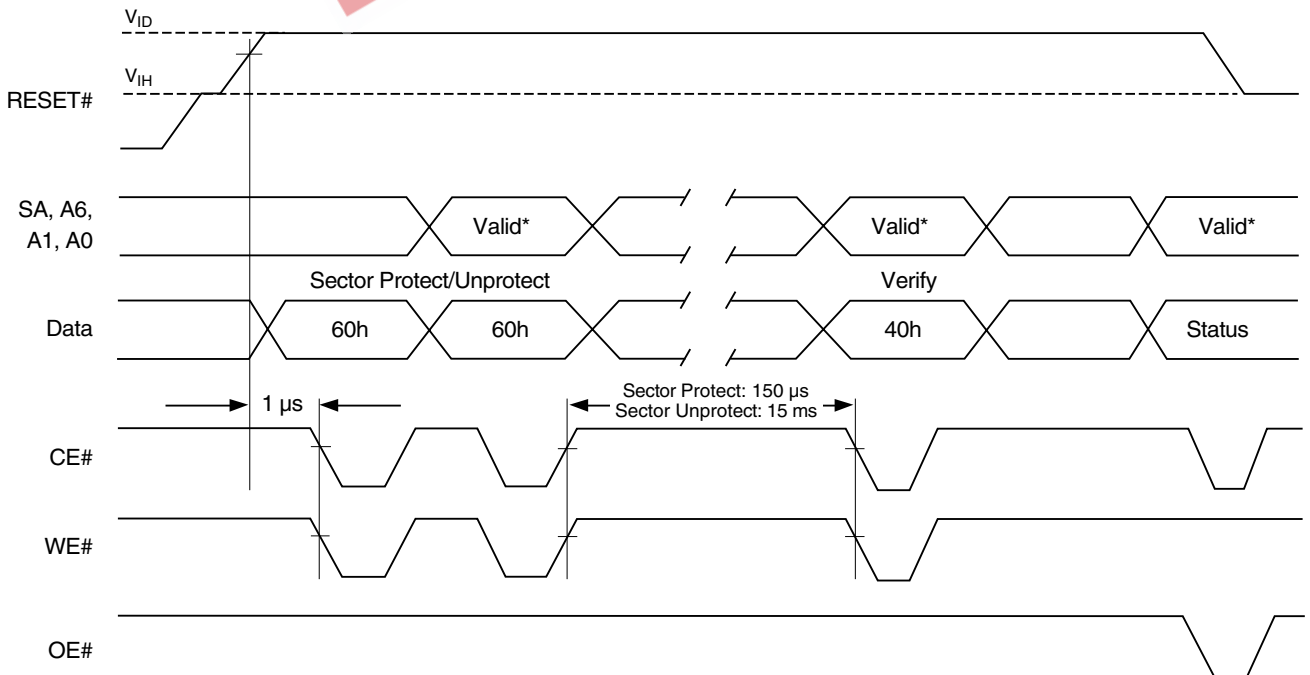 VID
VIH
RESET#
SA, A6,
A1, A0
Valid*
Valid*
Valid*
Sector Protect/Unprotect
Verify
Data
60h
60h
40h
Status
1 µs
Sector Protect: 150 µs
Sector Unprotect: 15 ms
CE#
WE#
OE#